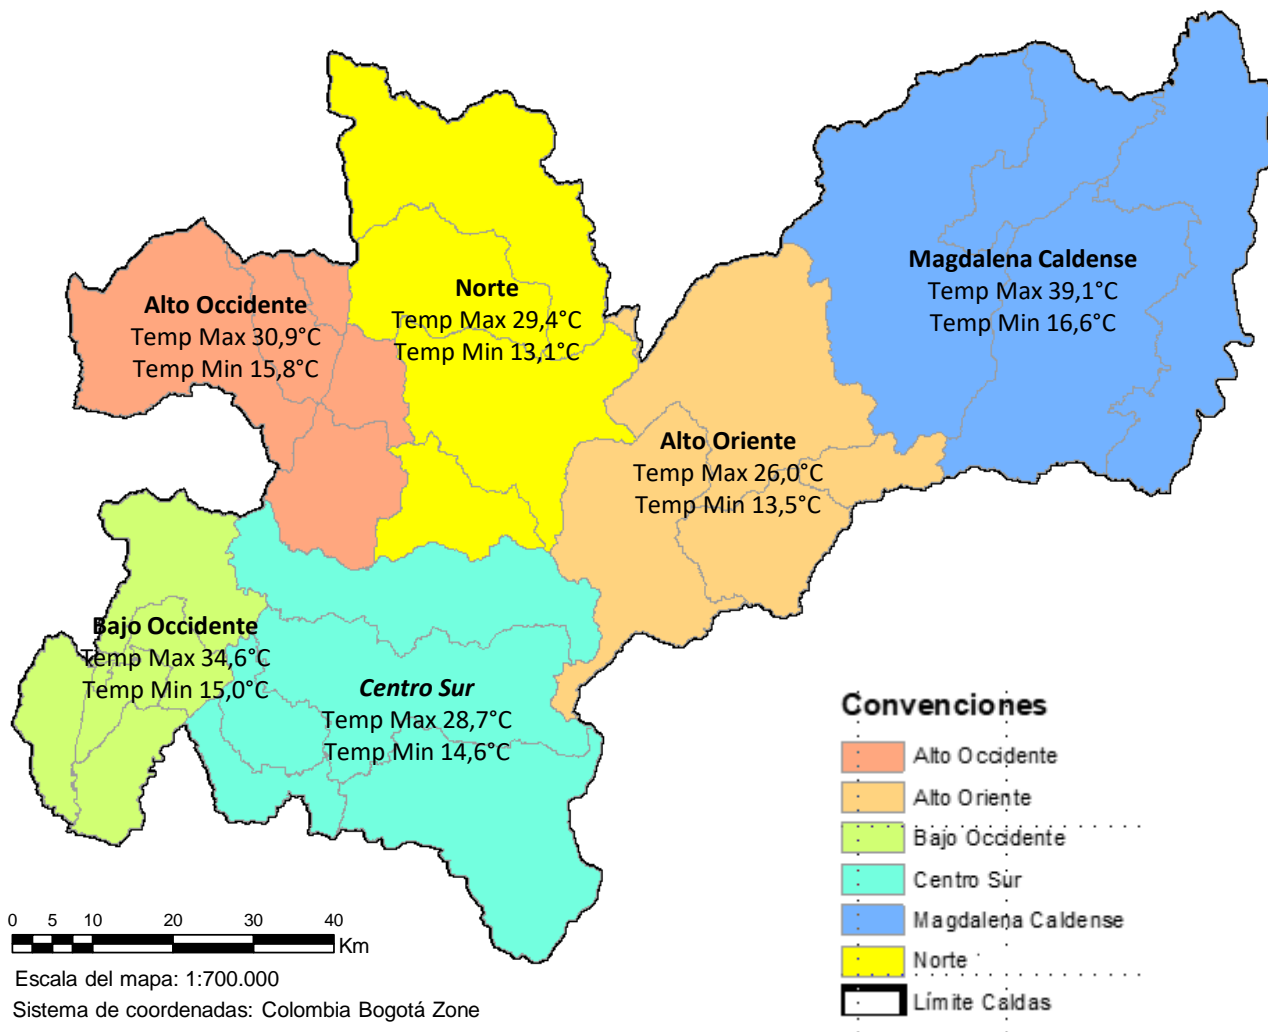 Magdalena Caldense
Temp Max 39,1°C
Temp Min 16,6°C
Norte
Temp Max 29,4°C
Temp Min 13,1°C
Alto Occidente
Temp Max 30,9°C
Temp Min 15,8°C
Alto Oriente
Temp Max 26,0°C
Temp Min 13,5°C
Bajo Occidente
Temp Max 34,6°C
Temp Min 15,0°C
Centro Sur
Temp Max 28,7°C
Temp Min 14,6°C
Convenciones
Alto Occidente
Alto Oriente
Bajo Occidente
Centro Sur
Magdalena Caldense
Norte
Límite Caldas
0 5 10 20 30 40
Km
Escala del mapa: 1:700.000
Sistema de coordenadas: Colombia Bogotá Zone